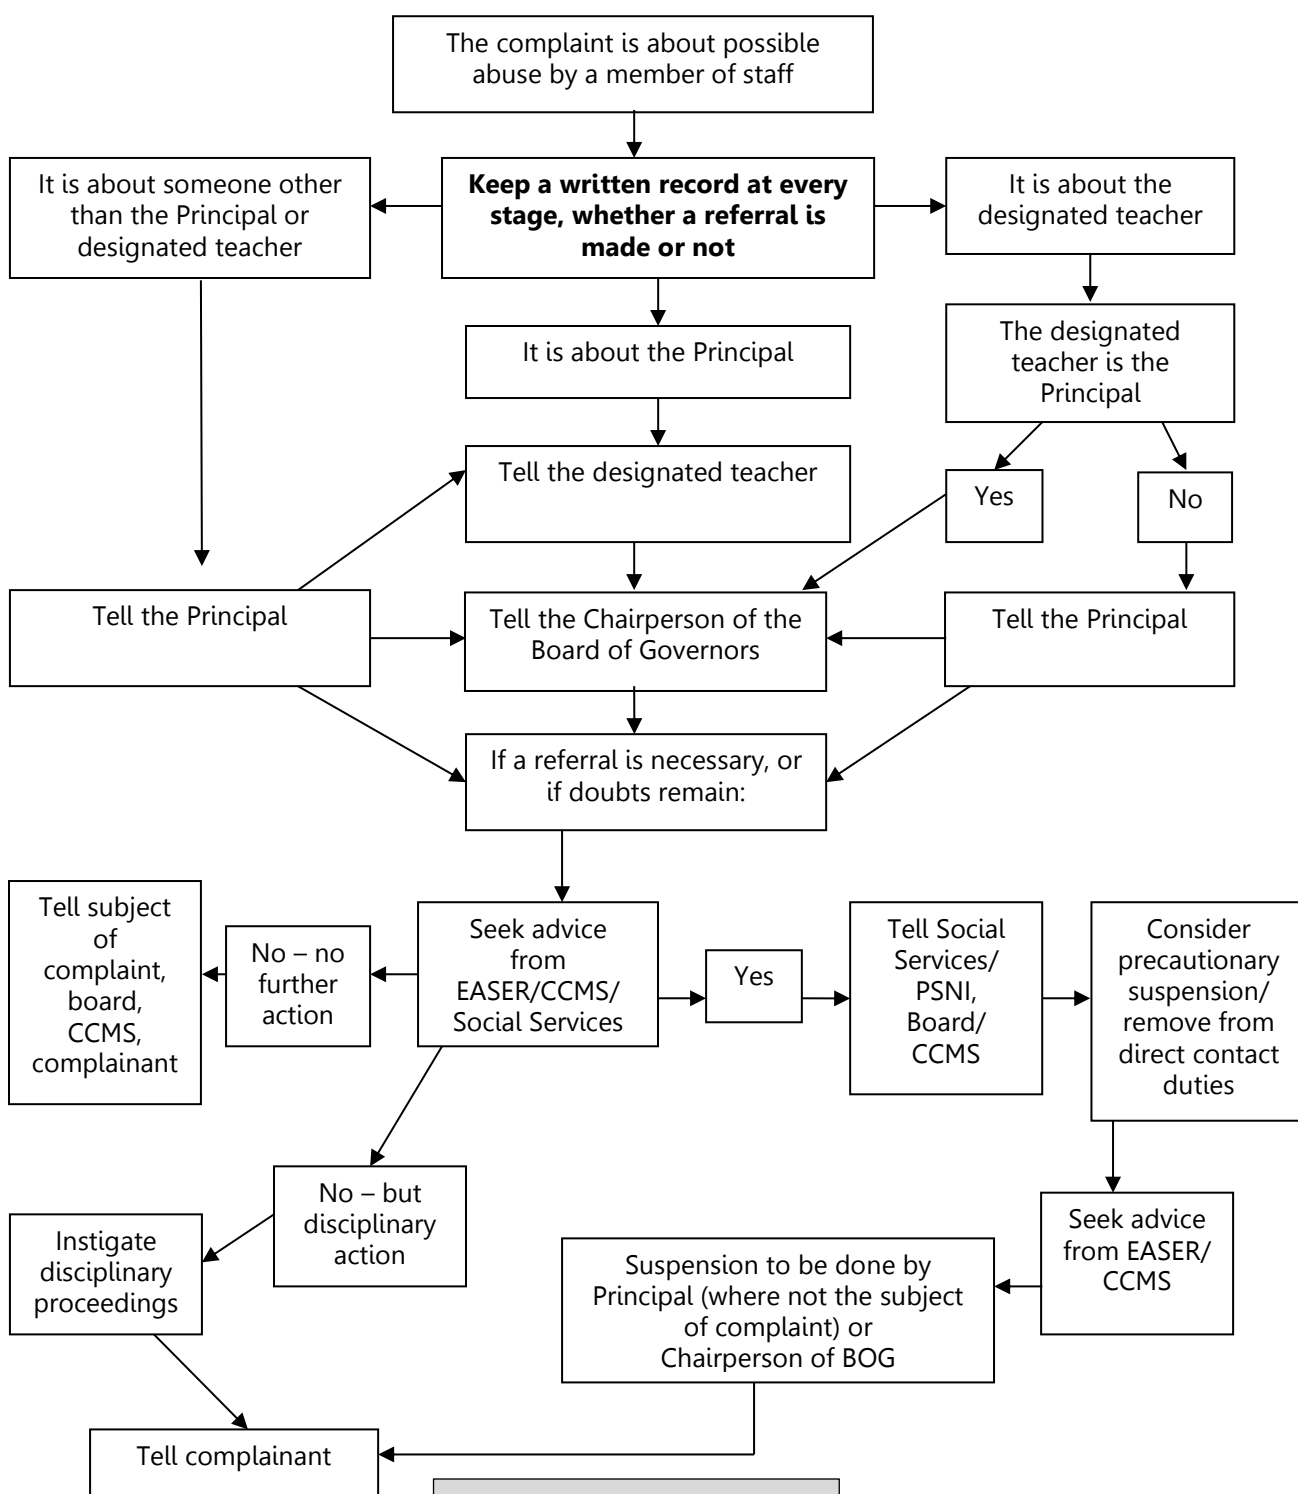 The complaint is about possible
abuse by a member of staff
It is about someone other
than the Principal or
designated teacher
Keep a written record at every
stage, whether a referral is
made or not
It is about the
designated teacher
It is about the Principal
The designated
teacher is the
Principal
Tell the designated teacher
Yes
No
Tell the Principal
Tell the Chairperson of the
Board of Governors
Tell the Principal
If a referral is necessary, or
if doubts remain:
Tell subject
of
complaint,
board,
CCMS,
complainant
No – no
further
action
Seek advice
from
EASER/CCMS/
Social Services
Yes
Tell Social
Services/
PSNI,
Board/
CCMS
Consider
precautionary
suspension/
remove from
direct contact
duties
No – but
disciplinary
action
Instigate
disciplinary
proceedings
Seek advice
from EASER/
CCMS
Suspension to be done by
Principal (where not the subject
of complaint) or
Chairperson of BOG
Tell complainant